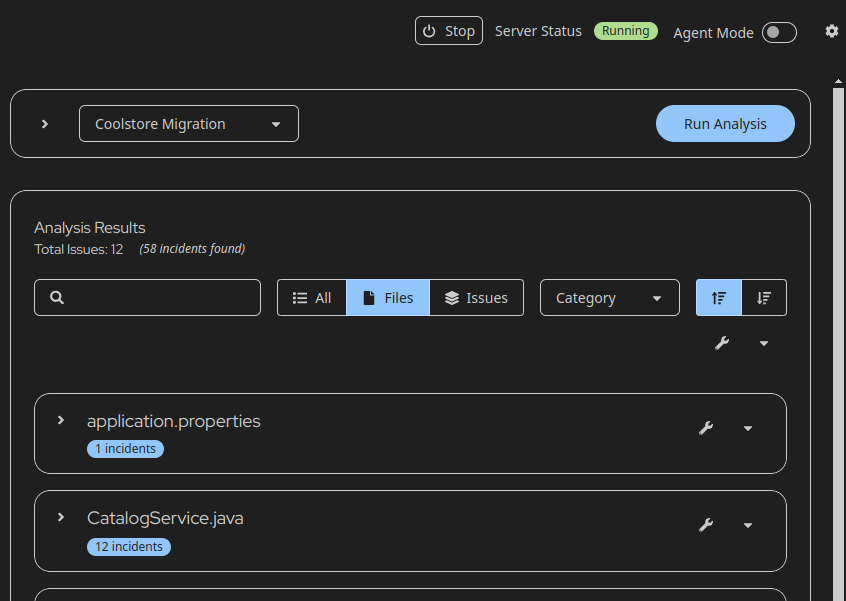 Stop Server Status Running Agent Mode
Coolstore Migration Run Analysis
Analysis Results
Total Issues: 12 (58 incidents found)
All Files Issues Category
application.properties
1 incidents
CatalogService.java
12 incidents